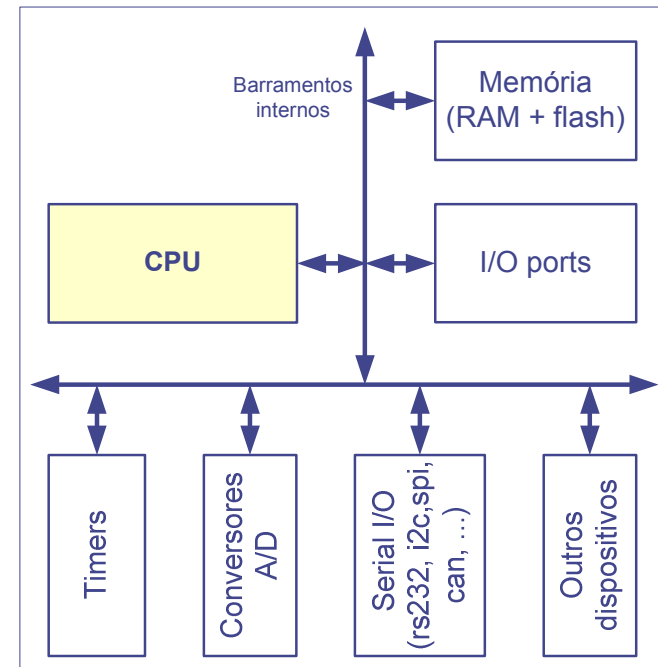 Barramentos
internos
Memória
(RAM + flash)
CPU
I/O ports
Timers
Conversores
A/D
Serial I/O
(rs232, i2c,spi,
can, ...)
Outros
dispositivos